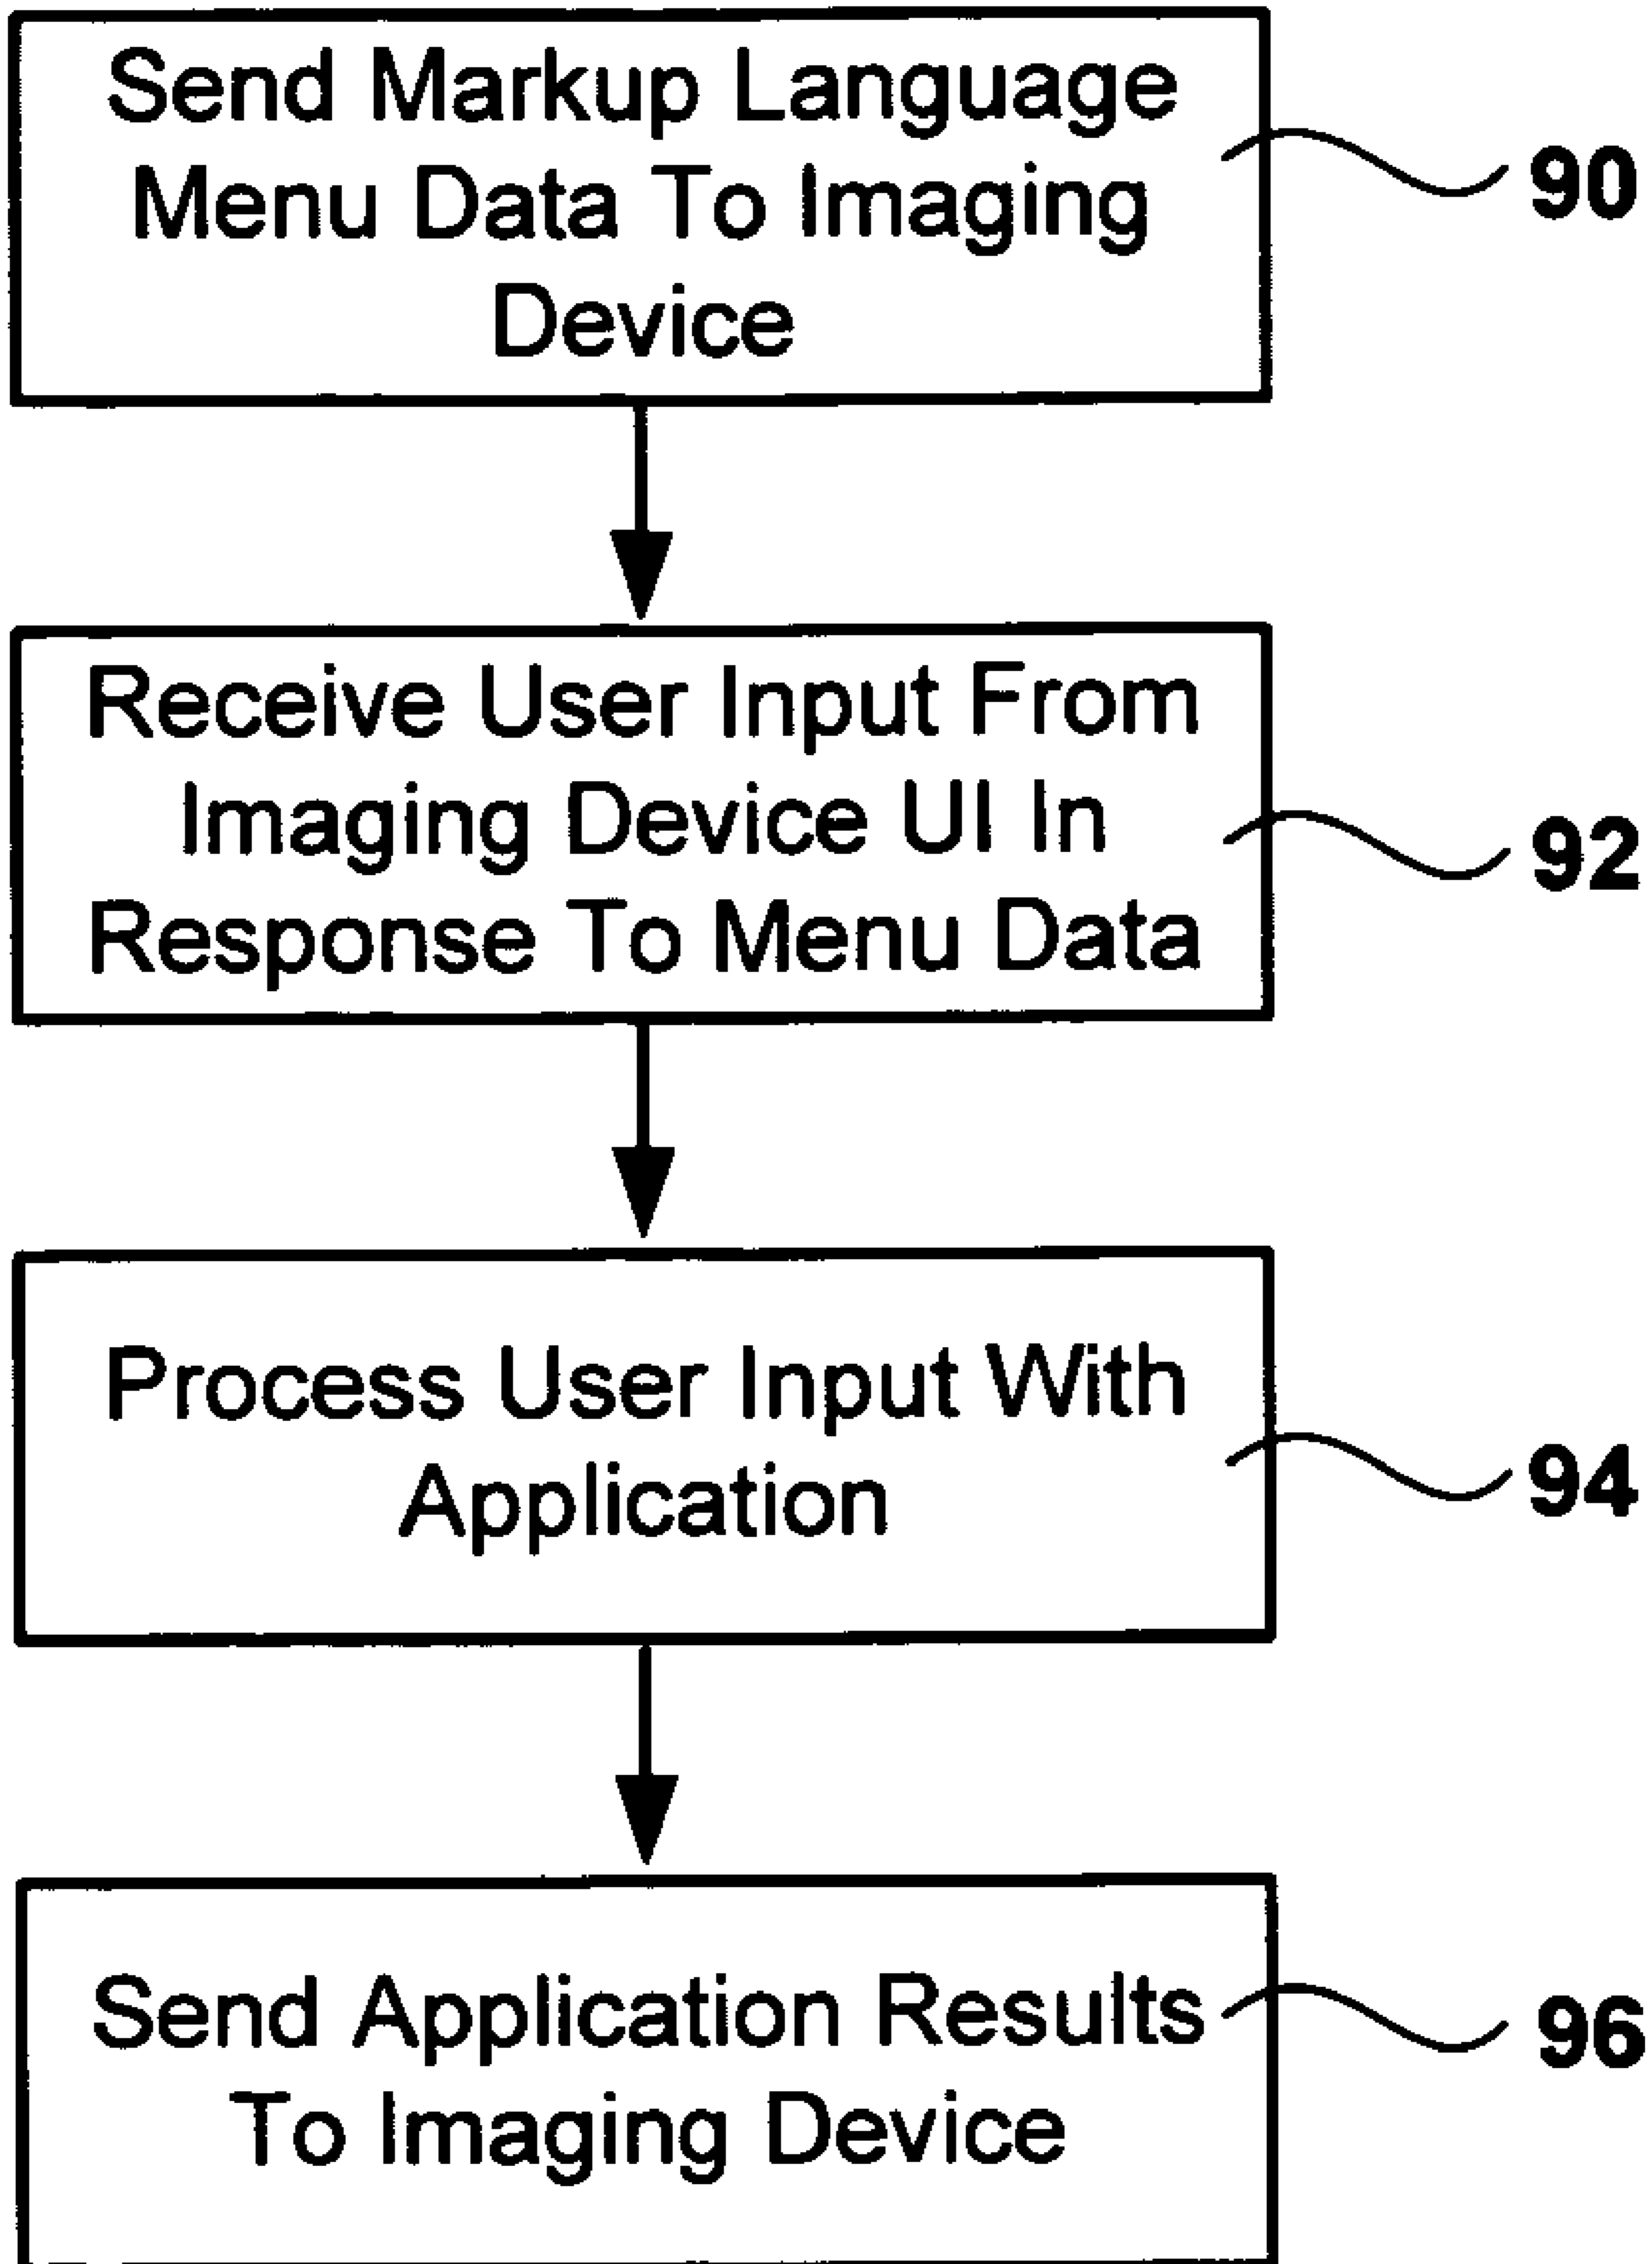 Send Markup Language
Menu Data To Imaging
Device
90
Receive User Input From
Imaging Device UI In
Response To Menu Data
92
Process User Input With
Application
94
Send Application Results
To Imaging Device
96